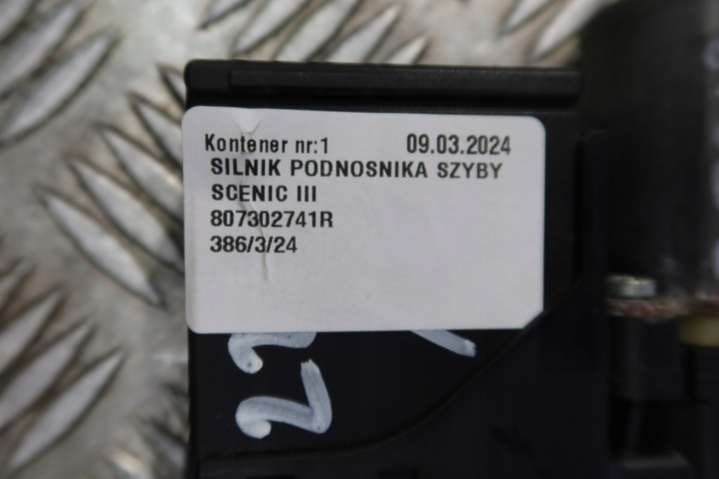 Kontener nr:1 09.03.2024
SILNIK PODNOSNIKA SZYBY
SCENIC III
807302741R
386/3/24